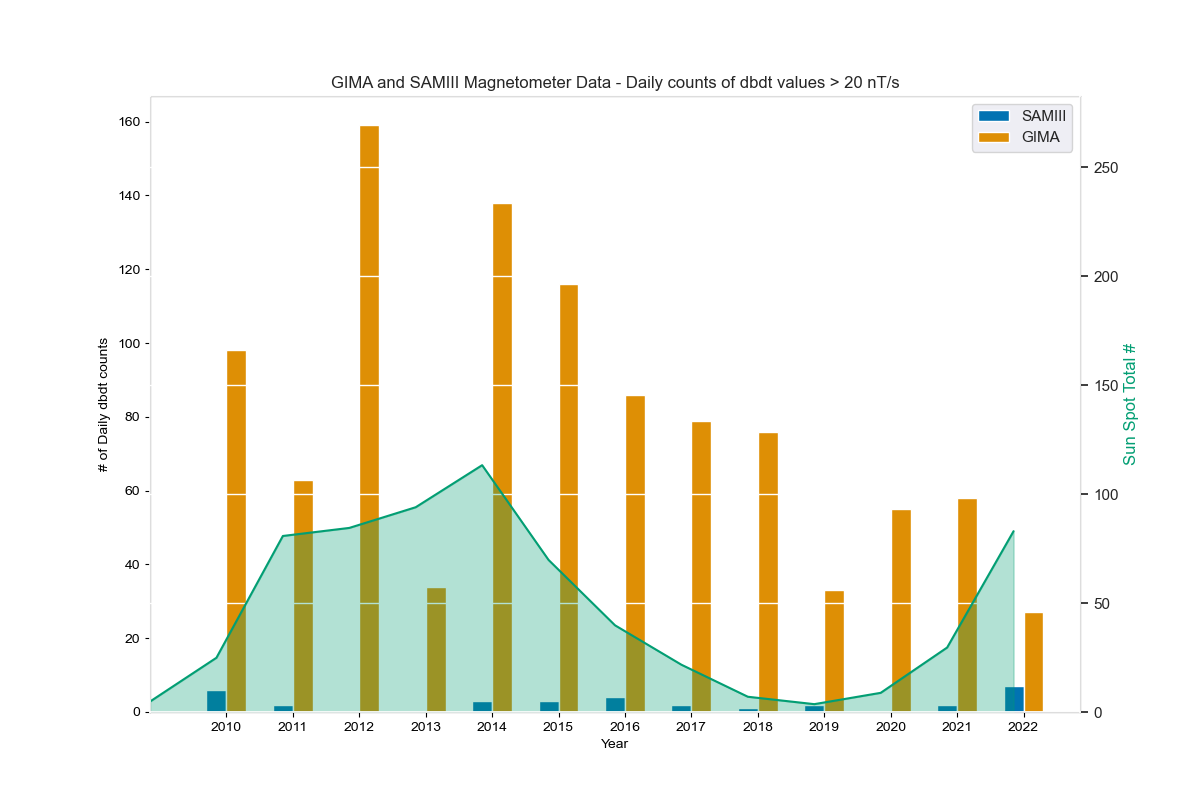 GIMA and SAMIII Magnetometer Data - Daily counts of dbdt values > 20 nT/s
SAMIII
GIMA
160
140
120
100
80
60
40
20
0
# of Daily dbdt counts
250
200
150
100
50
0
Sun Spot Total #
2010 2011 2012 2013 2014 2015 2016 2017 2018 2019 2020 2021 2022
Year